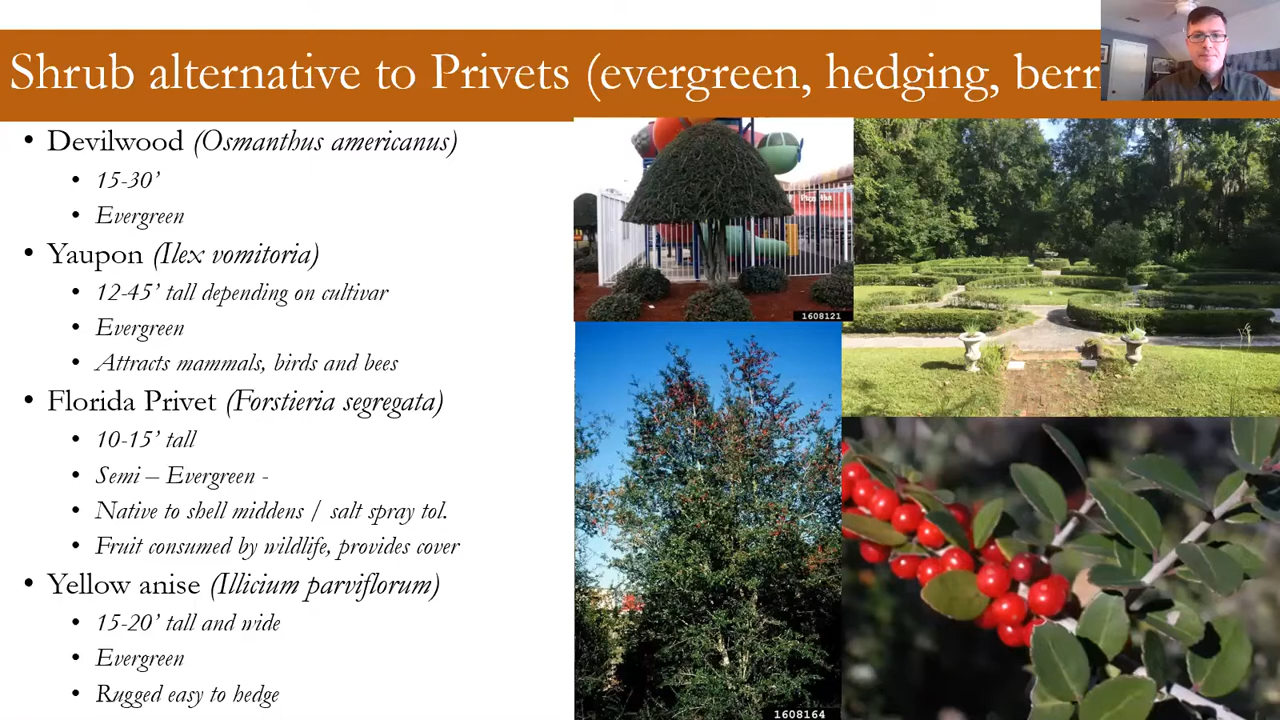 Shrub alternative to Privets (evergreen, hedging, berr
• Devilwood (Osmanthus americanus)
• 15-30’
• Evergreen
• Yaupon (Ilex vomitoria)
• 12-45’ tall depending on cultivar
• Evergreen
• Attracts mammals, birds and bees
• Florida Privet (Forstieria segregata)
• 10-15’ tall
• Semi – Evergreen -
• Native to shell middens / salt spray tol.
• Fruit consumed by wildlife, provides cover
• Yellow anise (Illicium parviflorum)
• 15-20’ tall and wide
• Evergreen
• Rugged easy to hedge
1608121
1608164